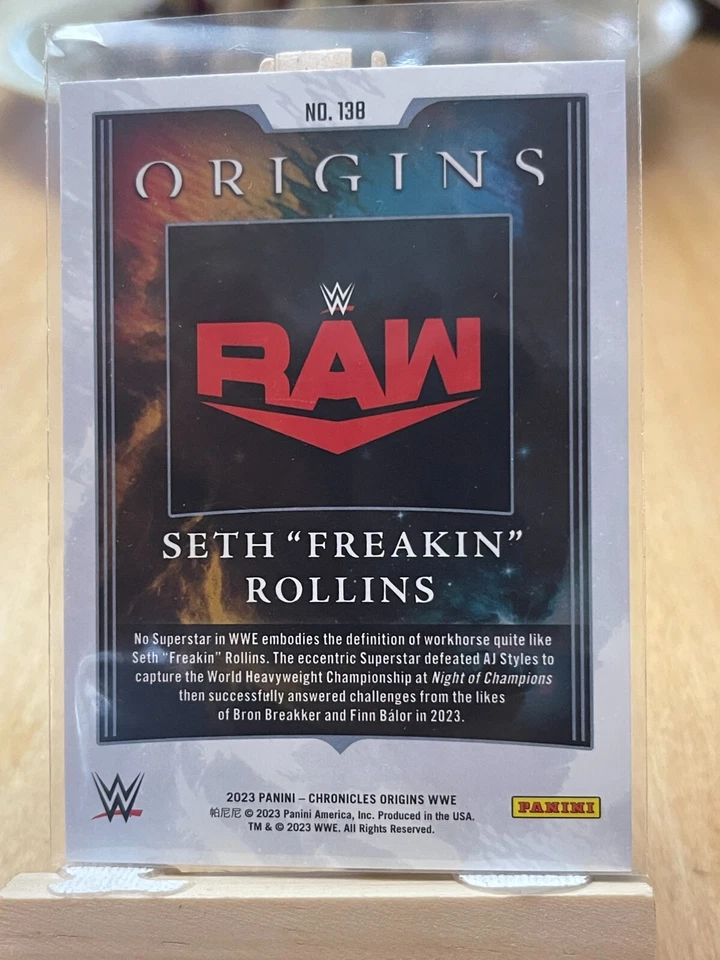 NO. 138
ORIGINS
W
RAW
SETH “FREAKIN”
ROLLINS
No Superstar in WWE embodies the definition of workhorse quite like
Seth “Freakin” Rollins. The eccentric Superstar defeated AJ Styles to
capture the World Heavyweight Championship at Night of Champions
then successfully answered challenges from the likes
of Bron Breakker and Finn Bálor in 2023.
W
2023 PANINI – CHRONICLES ORIGINS WWE
帕尼尼 © 2023 Panini America, Inc. Produced in the USA.
TM & © 2023 WWE. All Rights Reserved.
PANINI